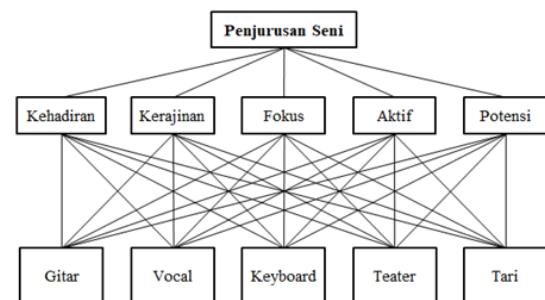 Penjurusan Seni
Kehadiran Kerajinan Fokus Aktif Potensi
Gitar Vocal Keyboard Teater Tari